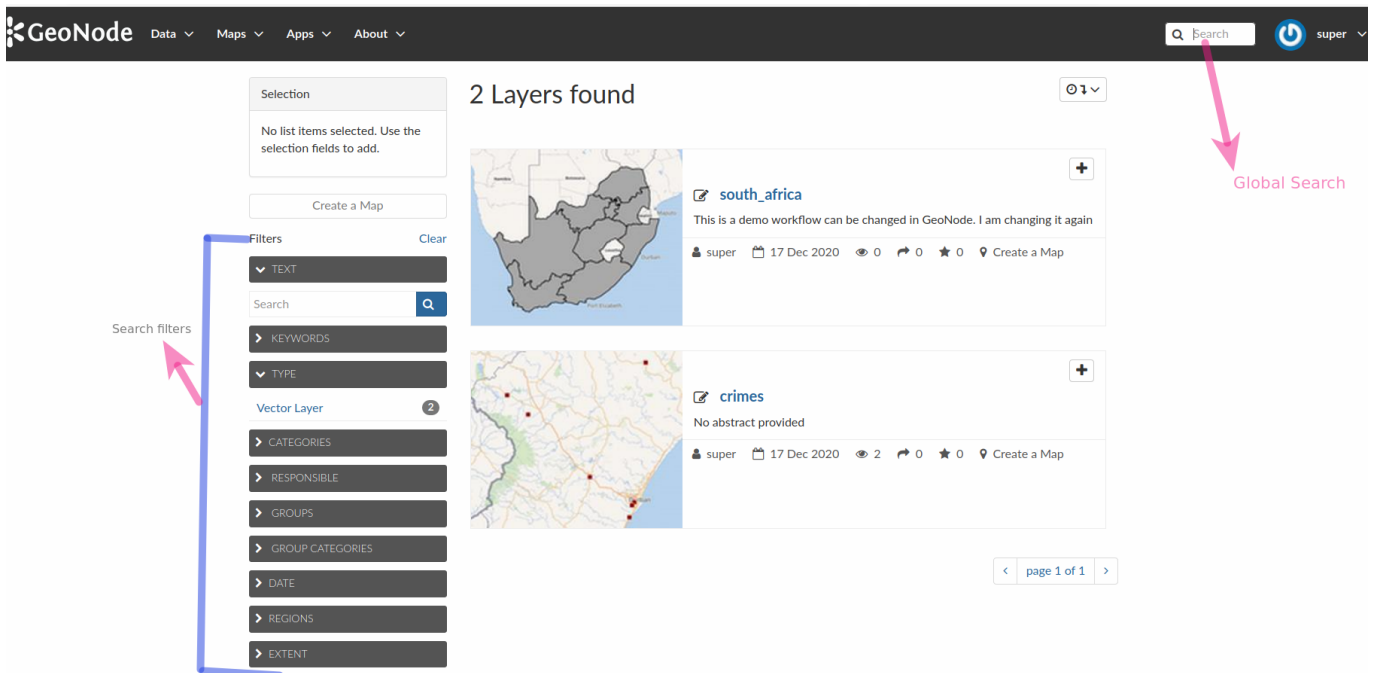 GeoNode Data Maps Apps About Search super
Selection
No list items selected. Use the
selection fields to add.
Create a Map
Filters Clear
TEXT
Search
KEYWORDS
TYPE
Vector Layer 2
CATEGORIES
RESPONSIBLE
GROUPS
GROUP CATEGORIES
DATE
REGIONS
EXTENT
Search filters
2 Layers found
south_africa
This is a demo workflow can be changed in GeoNode. I am changing it again
super 17 Dec 2020 0 0 0 Create a Map
crimes
No abstract provided
super 17 Dec 2020 2 0 0 Create a Map
page 1 of 1
Global Search